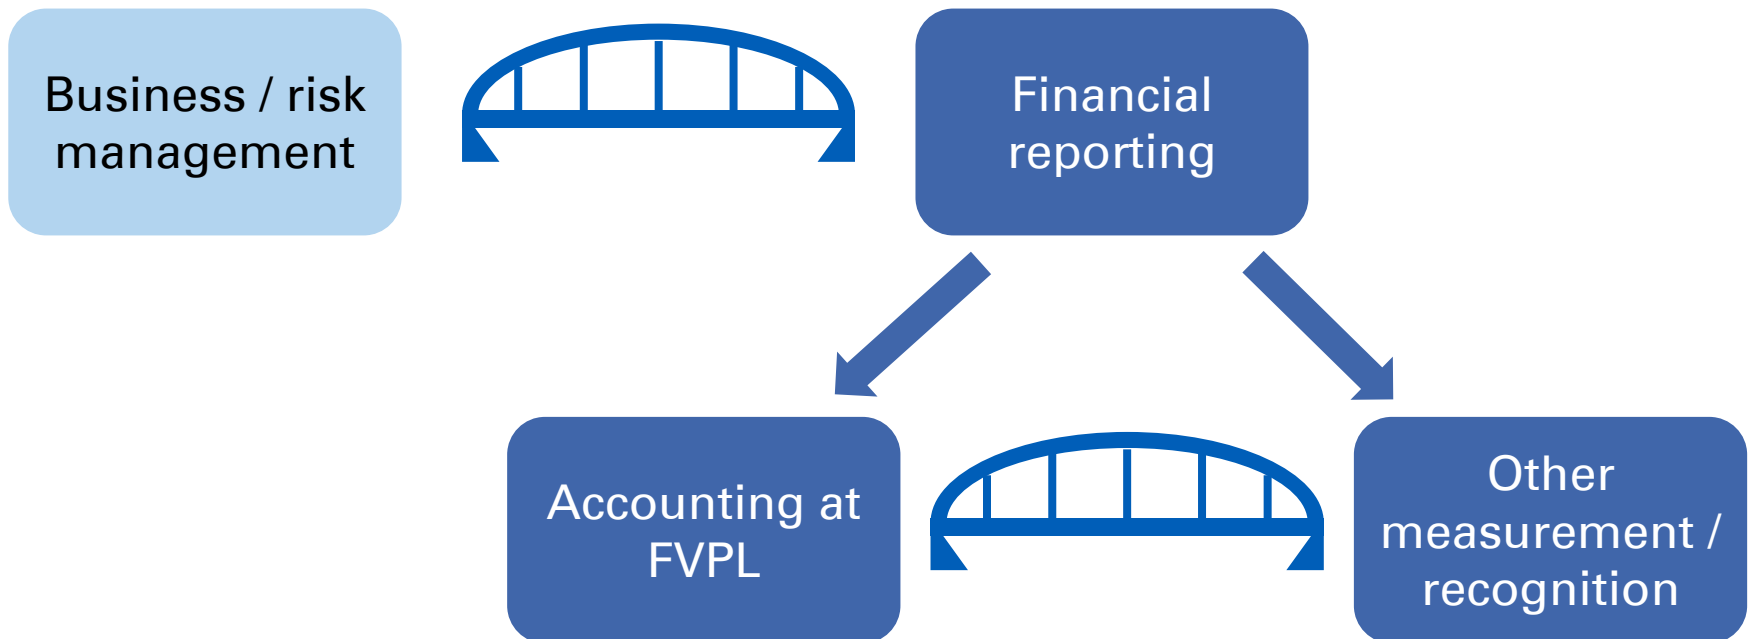 Business / risk
management
Financial
reporting
Accounting at
FVPL
Other
measurement /
recognition